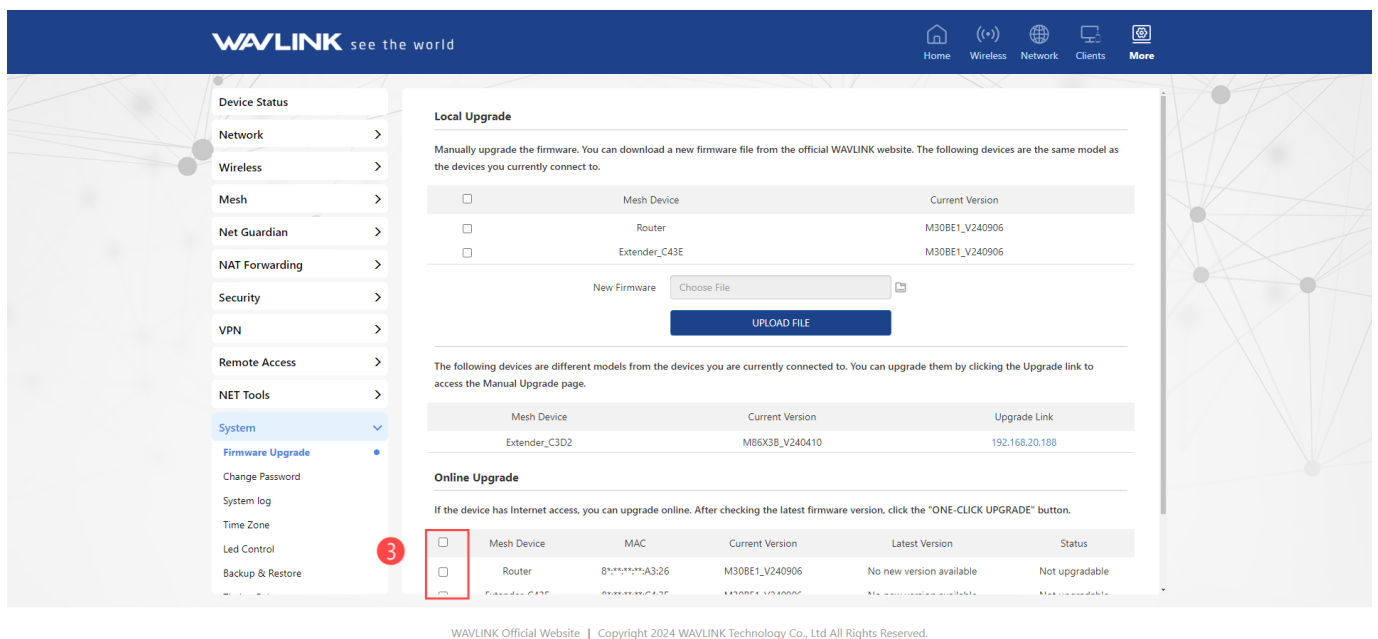 WAVLINK see the world
Home Wireless Network Clients More
Device Status
Network
Wireless
Mesh
Net Guardian
NAT Forwarding
Security
VPN
Remote Access
NET Tools
System
Firmware Upgrade
Change Password
System log
Time Zone
Led Control
Backup & Restore
Local Upgrade
Manually upgrade the firmware. You can download a new firmware file from the official WAVLINK website. The following devices are the same model as
the devices you currently connect to.
Mesh Device Current Version
Router M30BE1_V240906
Extender_C43E M30BE1_V240906
New Firmware Choose File
UPLOAD FILE
The following devices are different models from the devices you are currently connected to. You can upgrade them by clicking the Upgrade link to
access the Manual Upgrade page.
Mesh Device Current Version Upgrade Link
Extender_C3D2 M86X3B_V240410 192.168.20.188
Online Upgrade
If the device has Internet access, you can upgrade online. After checking the latest firmware version, click the "ONE-CLICK UPGRADE" button.
3
Mesh Device MAC Current Version Latest Version Status
Router 8*:**:**:**:A3:26 M30BE1_V240906 No new version available Not upgradable
WAVLINK Official Website | Copyright 2024 WAVLINK Technology Co., Ltd All Rights Reserved.